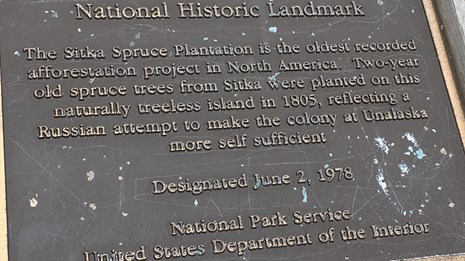 National Historic Landmark
The Sitka Spruce Plantation is the oldest recorded
afforestation project in North America. Two-year
old spruce trees from Sitka were planted on this
naturally treeless island in 1805, reflecting a
Russian attempt to make the colony at Unalaska
more self sufficient
Designated June 2, 1978
National Park Service
United States Department of the Interior